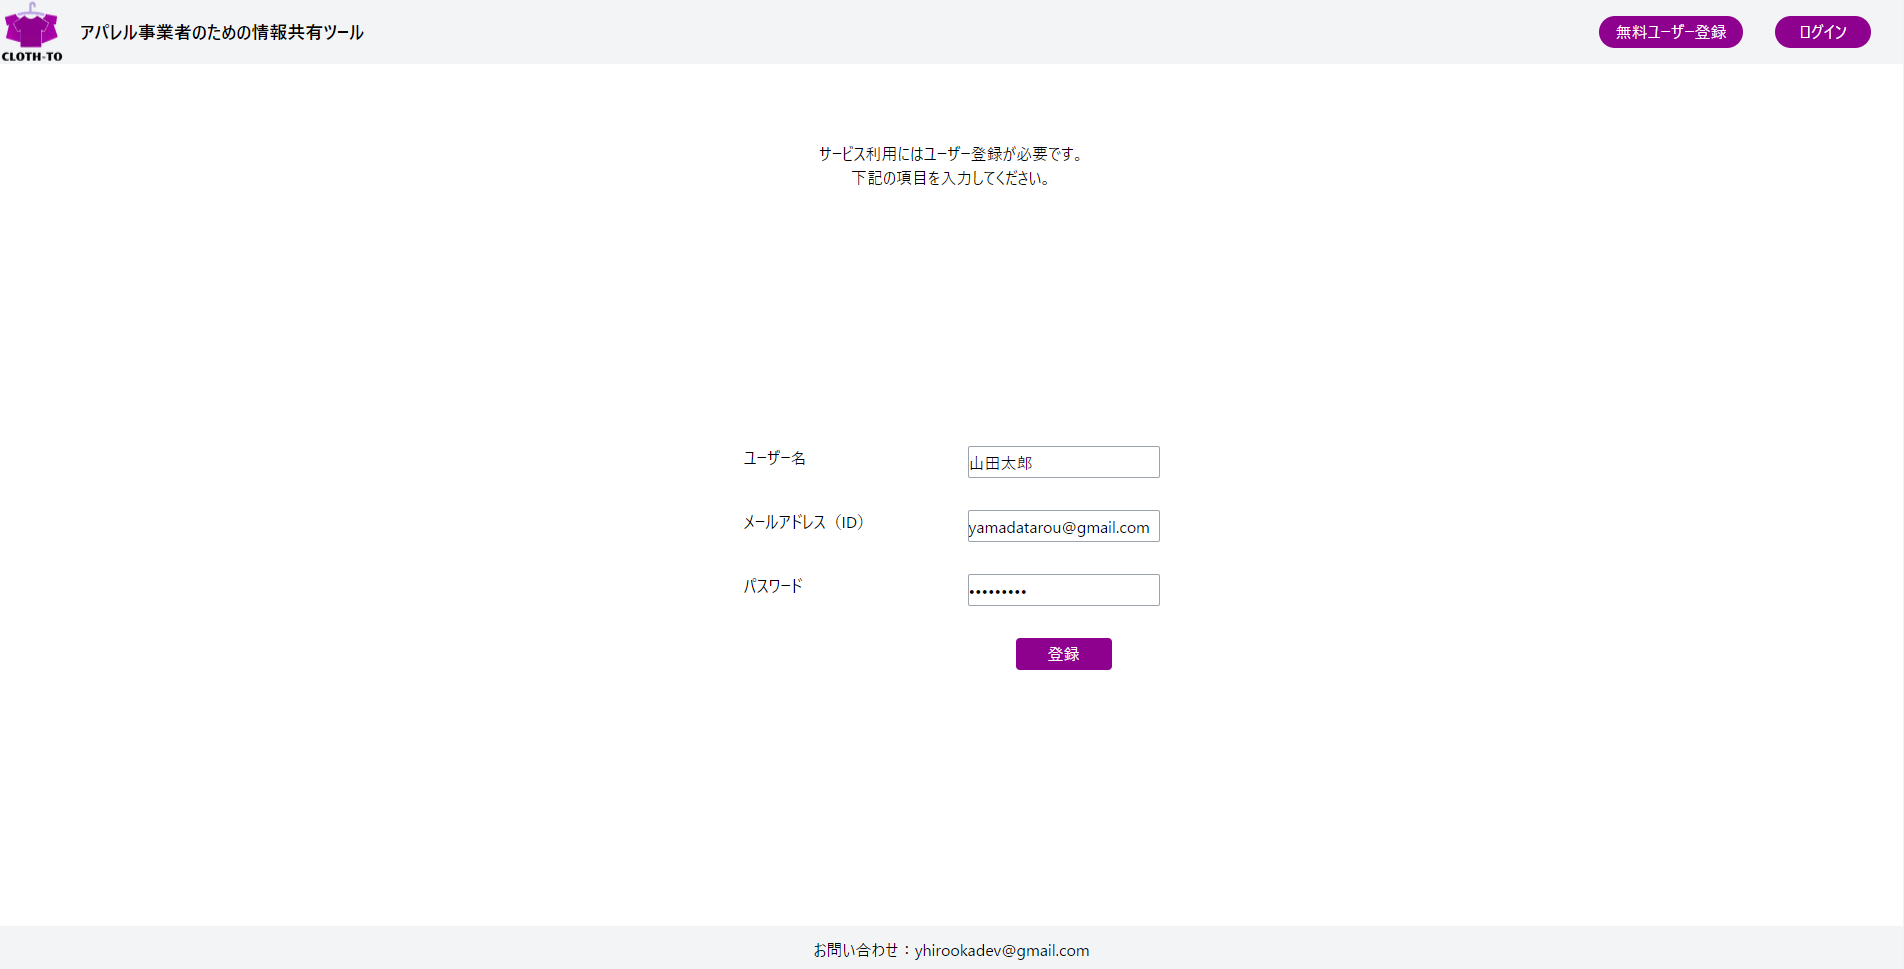 CLOTH-TO
アパレル事業者のための情報共有ツール
無料ユーザー登録
ログイン
サービス利用にはユーザー登録が必要です。
下記の項目を入力してください。
ユーザー名
山田太郎
メールアドレス（ID）
yamadatarou@gmail.com
パスワード
•••••••••
登録
お問い合わせ：yhirookadev@gmail.com